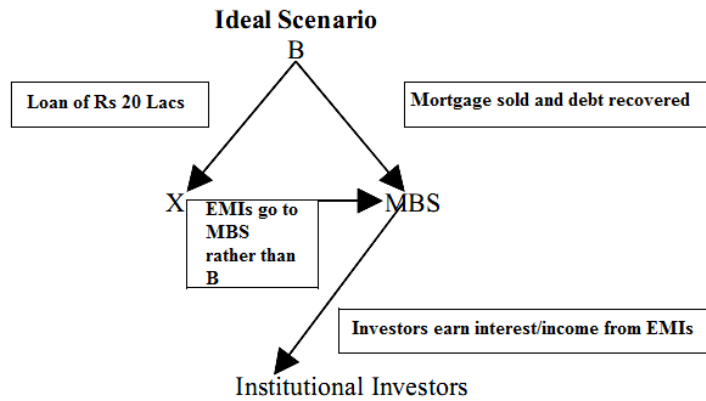 Ideal Scenario
B
Loan of Rs 20 Lacs
Mortgage sold and debt recovered
X
EMIs go to
MBS
rather than
B
MBS
Investors earn interest/income from EMIs
Institutional Investors